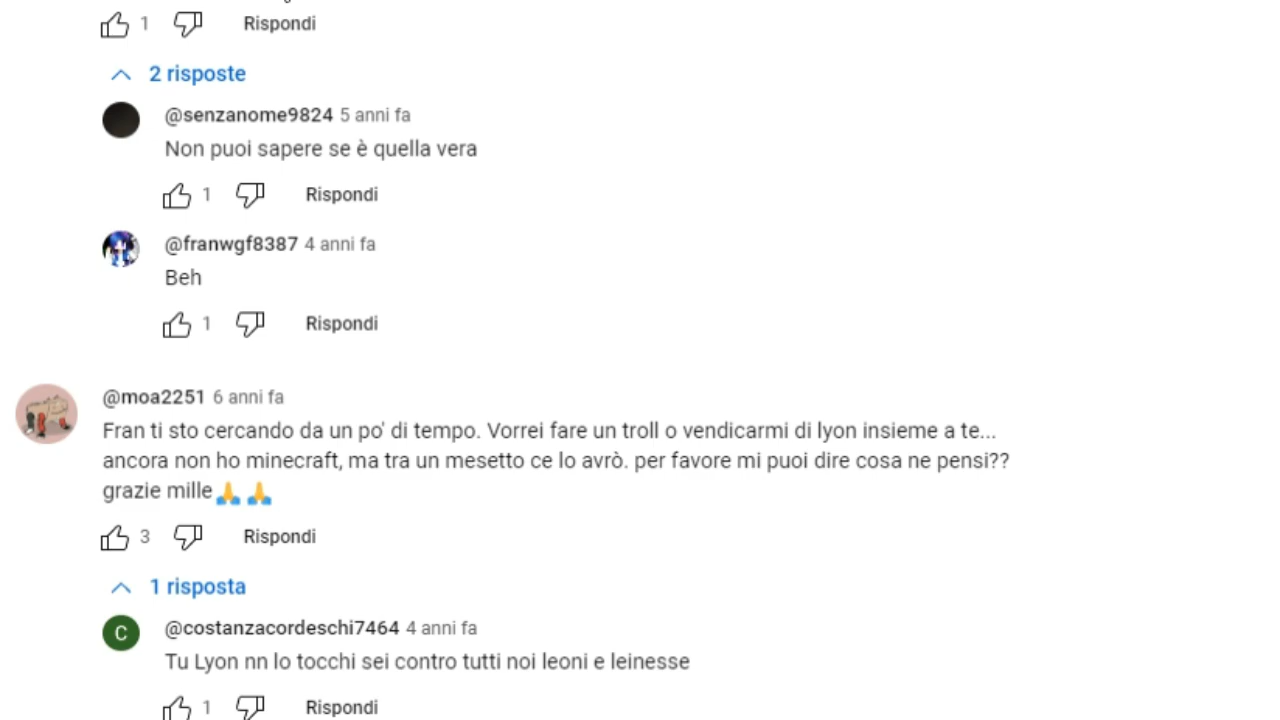 1 Rispondi
2 risposte
@senzanome9824 5 anni fa
Non puoi sapere se è quella vera
1 Rispondi
@franwgf8387 4 anni fa
Beh
1 Rispondi
@moa2251 6 anni fa
Fran ti sto cercando da un po' di tempo. Vorrei fare un troll o vendicarmi di lyon insieme a te...
ancora non ho minecraft, ma tra un mesetto ce lo avrò. per favore mi puoi dire cosa ne pensi??
grazie mille🙏 🙏
3 Rispondi
1 risposta
C
@costanzacordeschi7464 4 anni fa
Tu Lyon nn lo tocchi sei contro tutti noi leoni e leinesse
1 Rispondi